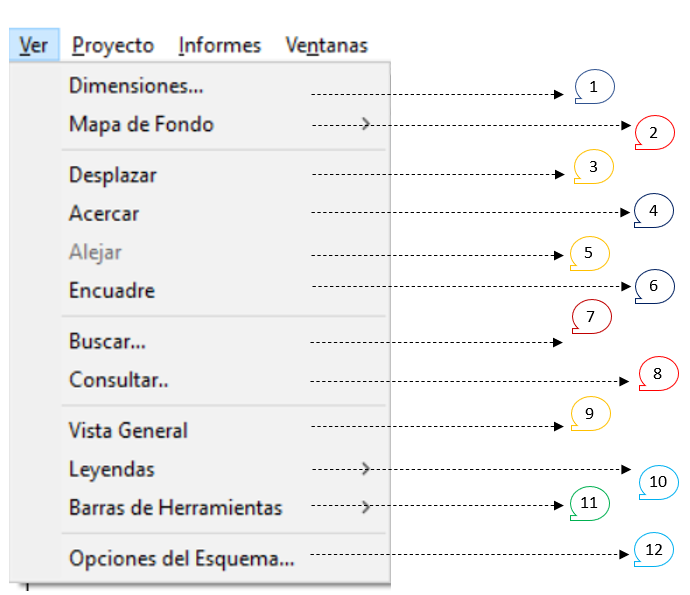 Ver Proyecto Informes Ventanas
Dimensiones... 1
Mapa de Fondo 2
Desplazar 3
Acercar 4
Alejar 5
Encuadre 6
Buscar... 7
Consultar.. 8
Vista General 9
Leyendas 10
Barras de Herramientas 11
Opciones del Esquema... 12